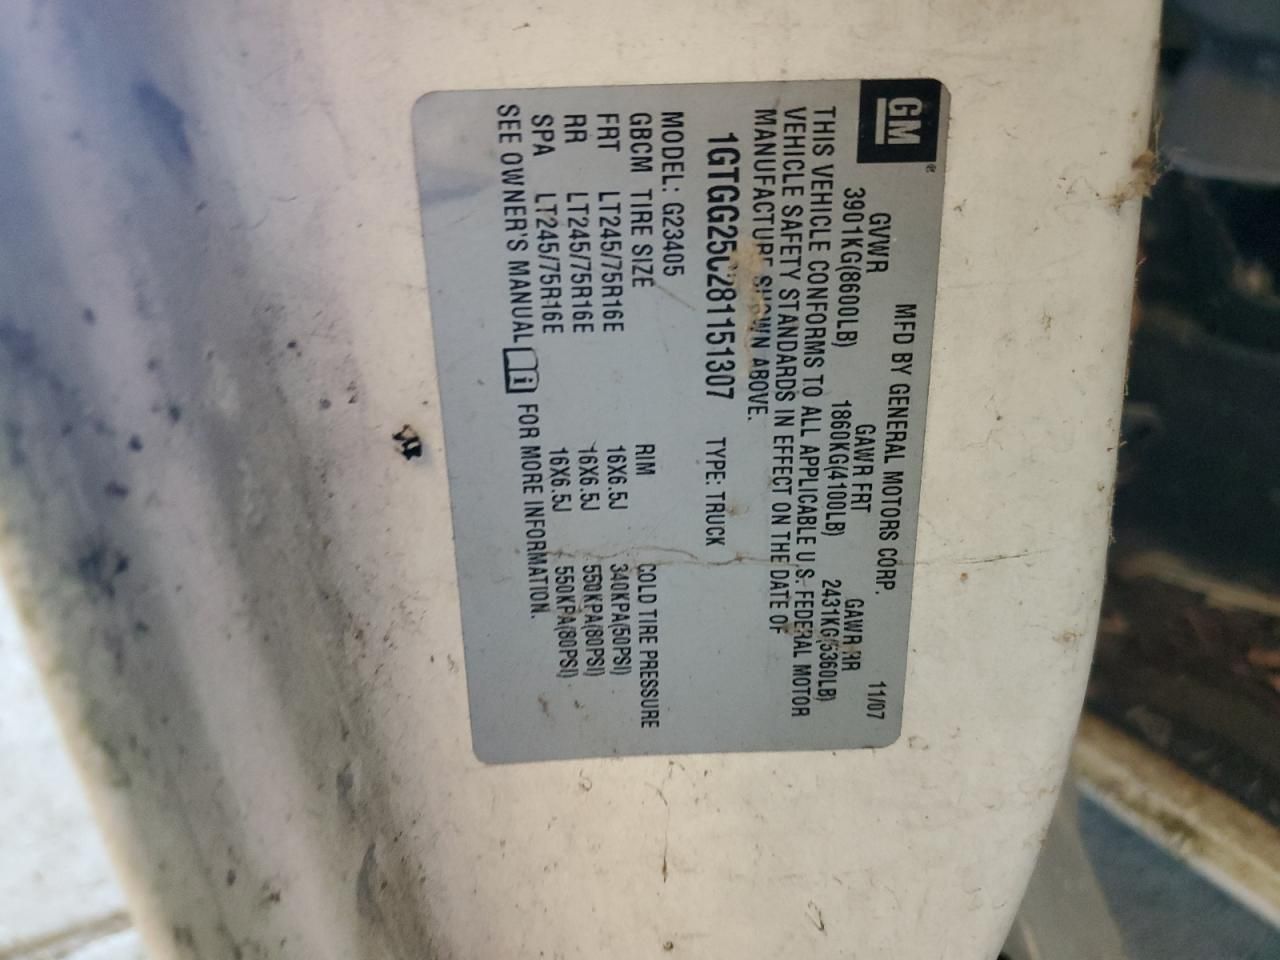 GM
MFD BY GENERAL MOTORS CORP. 11/07
GVWR GAWR FRT GAWR RR
3901KG(8600LB) 1860KG(4100LB) 2431KG(5360LB)
THIS VEHICLE CONFORMS TO ALL APPLICABLE U.S. FEDERAL MOTOR
VEHICLE SAFETY STANDARDS IN EFFECT ON THE DATE OF
MANUFACTURE SHOWN ABOVE.
1GTGG25C281151307 TYPE: TRUCK
MODEL: G23405
GBCM TIRE SIZE RIM COLD TIRE PRESSURE
FRT LT245/75R16E 16X6.5J 340KPA(50PSI)
RR LT245/75R16E 16X6.5J 550KPA(80PSI)
SPA LT245/75R16E 16X6.5J 550KPA(80PSI)
SEE OWNER'S MANUAL FOR MORE INFORMATION.